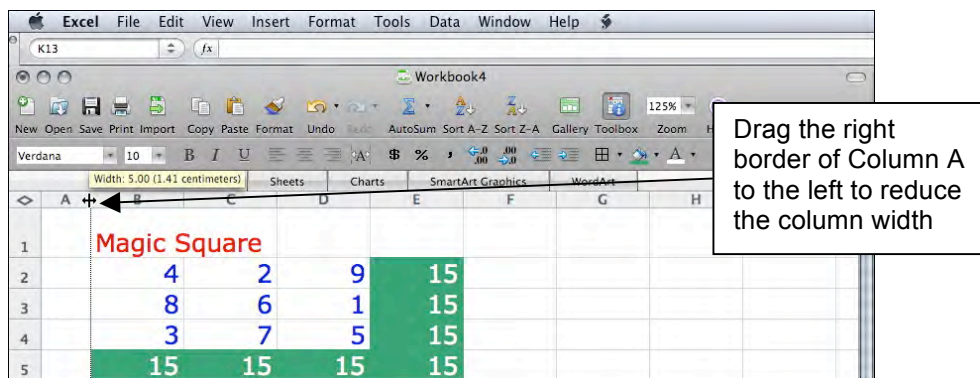 Excel File Edit View Insert Format Tools Data Window Help
K13 fx
Workbook4
125%
New Open Save Print Import Copy Paste Format Undo Redo AutoSum Sort A-Z Sort Z-A Gallery Toolbox Zoom
Verdana 10 B I U A $ % , .00 .00 A
Width: 5.00 (1.41 centimeters) Sheets Charts SmartArt Graphics WordArt
A B C D E F G H
1 Magic Square
2 4 2 9 15
3 8 6 1 15
4 3 7 5 15
5 15 15 15 15
Drag the right
border of Column A
to the left to reduce
the column width